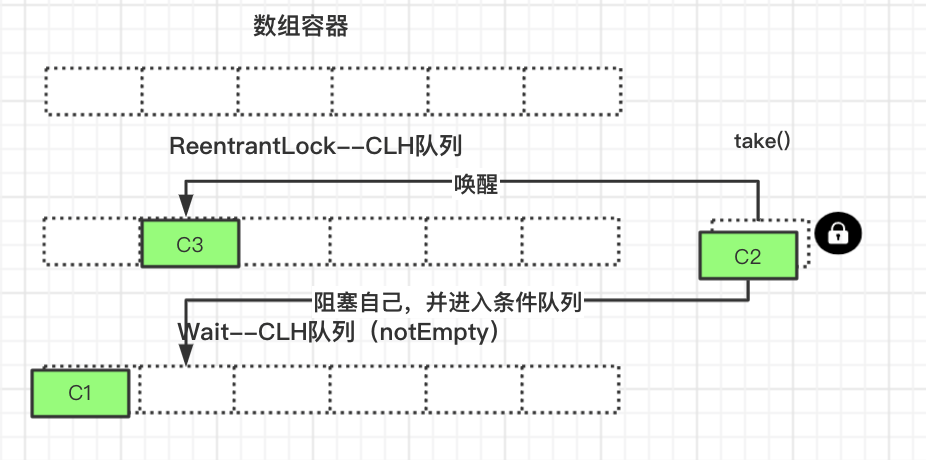 数组容器
ReentrantLock--CLH队列
take()
唤醒
C3
C2
阻塞自己，并进入条件队列
Wait--CLH队列（notEmpty）
C1